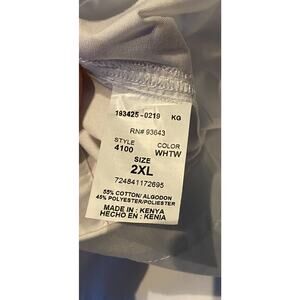 193425-0219 KG
RN# 93643
STYLE COLOR
4100 WHTW
SIZE
2XL
724841172695
55% COTTON/ ALGODON
45% POLYESTER/POLIESTER
MADE IN : KENYA
HECHO EN : KENIA